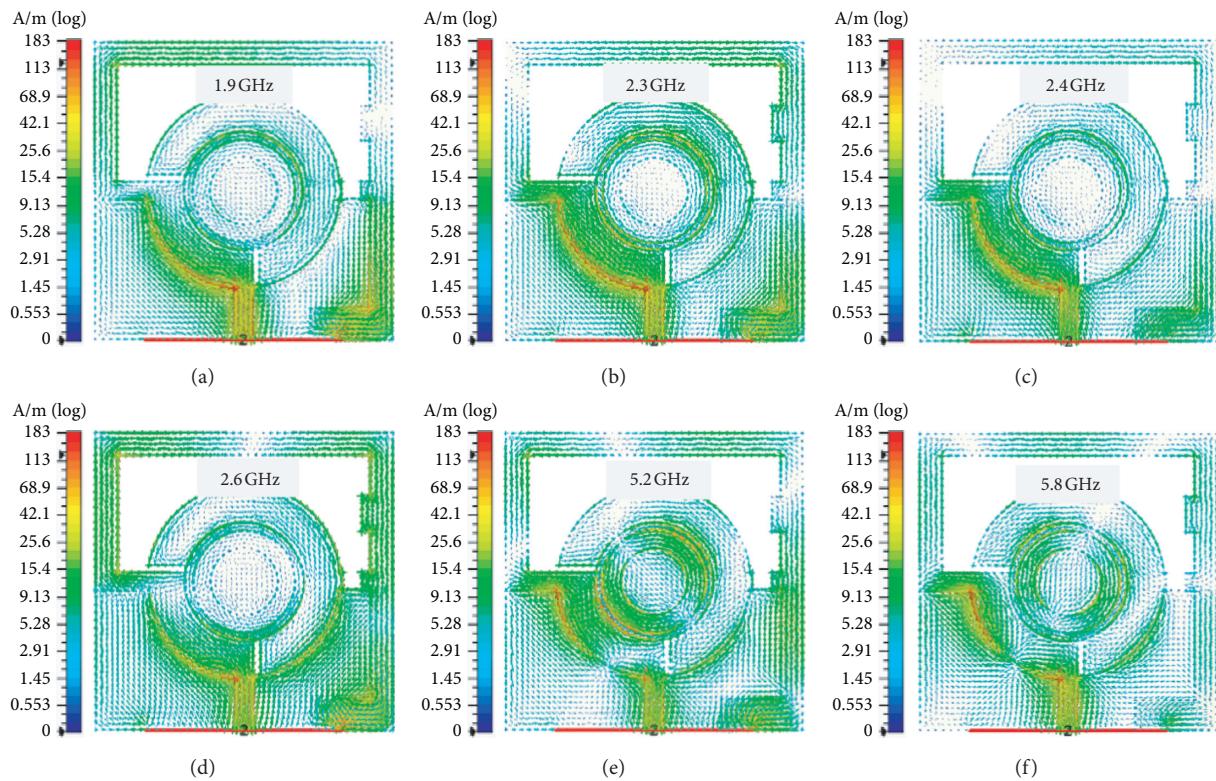 A/m (log) A/m (log) A/m (log)
183 183 183
113 1.9 GHz 113 2.3 GHz 113 2.4 GHz
68.9 68.9 68.9
42.1 42.1 42.1
25.6 25.6 25.6
15.4 15.4 15.4
9.13 9.13 9.13
5.28 5.28 5.28
2.91 2.91 2.91
1.45 1.45 1.45
0.553 0.553 0.553
0 2 0 2 0 2
(a) (b) (c)
A/m (log) A/m (log) A/m (log)
183 183 183
113 2.6 GHz 113 5.2 GHz 113 5.8 GHz
68.9 68.9 68.9
42.1 42.1 42.1
25.6 25.6 25.6
15.4 15.4 15.4
9.13 9.13 9.13
5.28 5.28 5.28
2.91 2.91 2.91
1.45 1.45 1.45
0.553 0.553 0.553
0 2 0 2 0 2
(d) (e) (f)